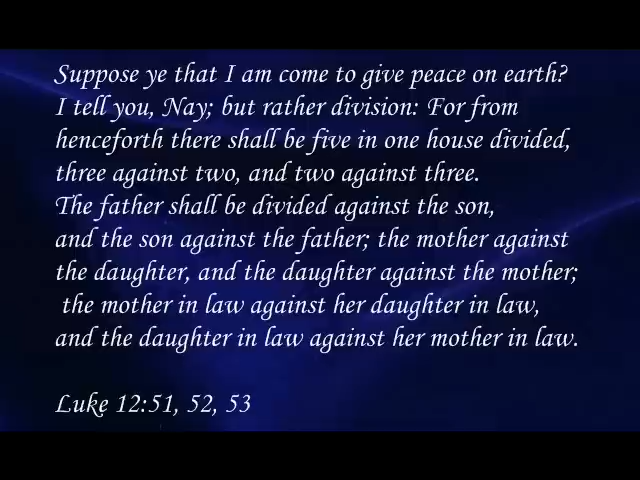 Suppose ye that I am come to give peace on earth?
I tell you, Nay; but rather division: For from
henceforth there shall be five in one house divided,
three against two, and two against three.
The father shall be divided against the son,
and the son against the father; the mother against
the daughter, and the daughter against the mother;
the mother in law against her daughter in law,
and the daughter in law against her mother in law.
Luke 12:51, 52, 53